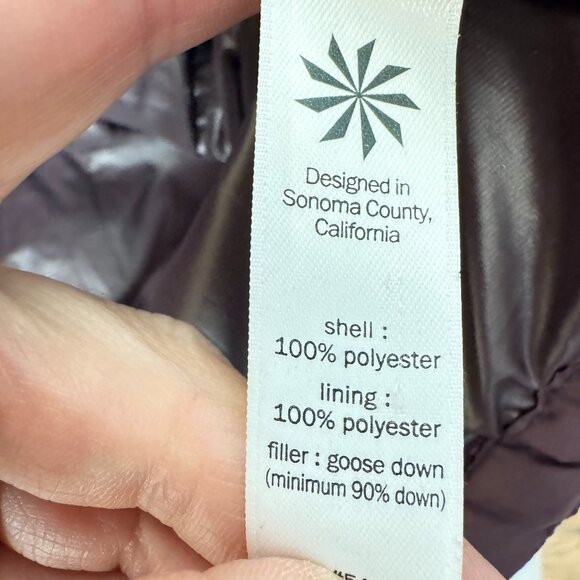 Designed in
Sonoma County,
California
shell :
100% polyester
lining :
100% polyester
filler : goose down
(minimum 90% down)